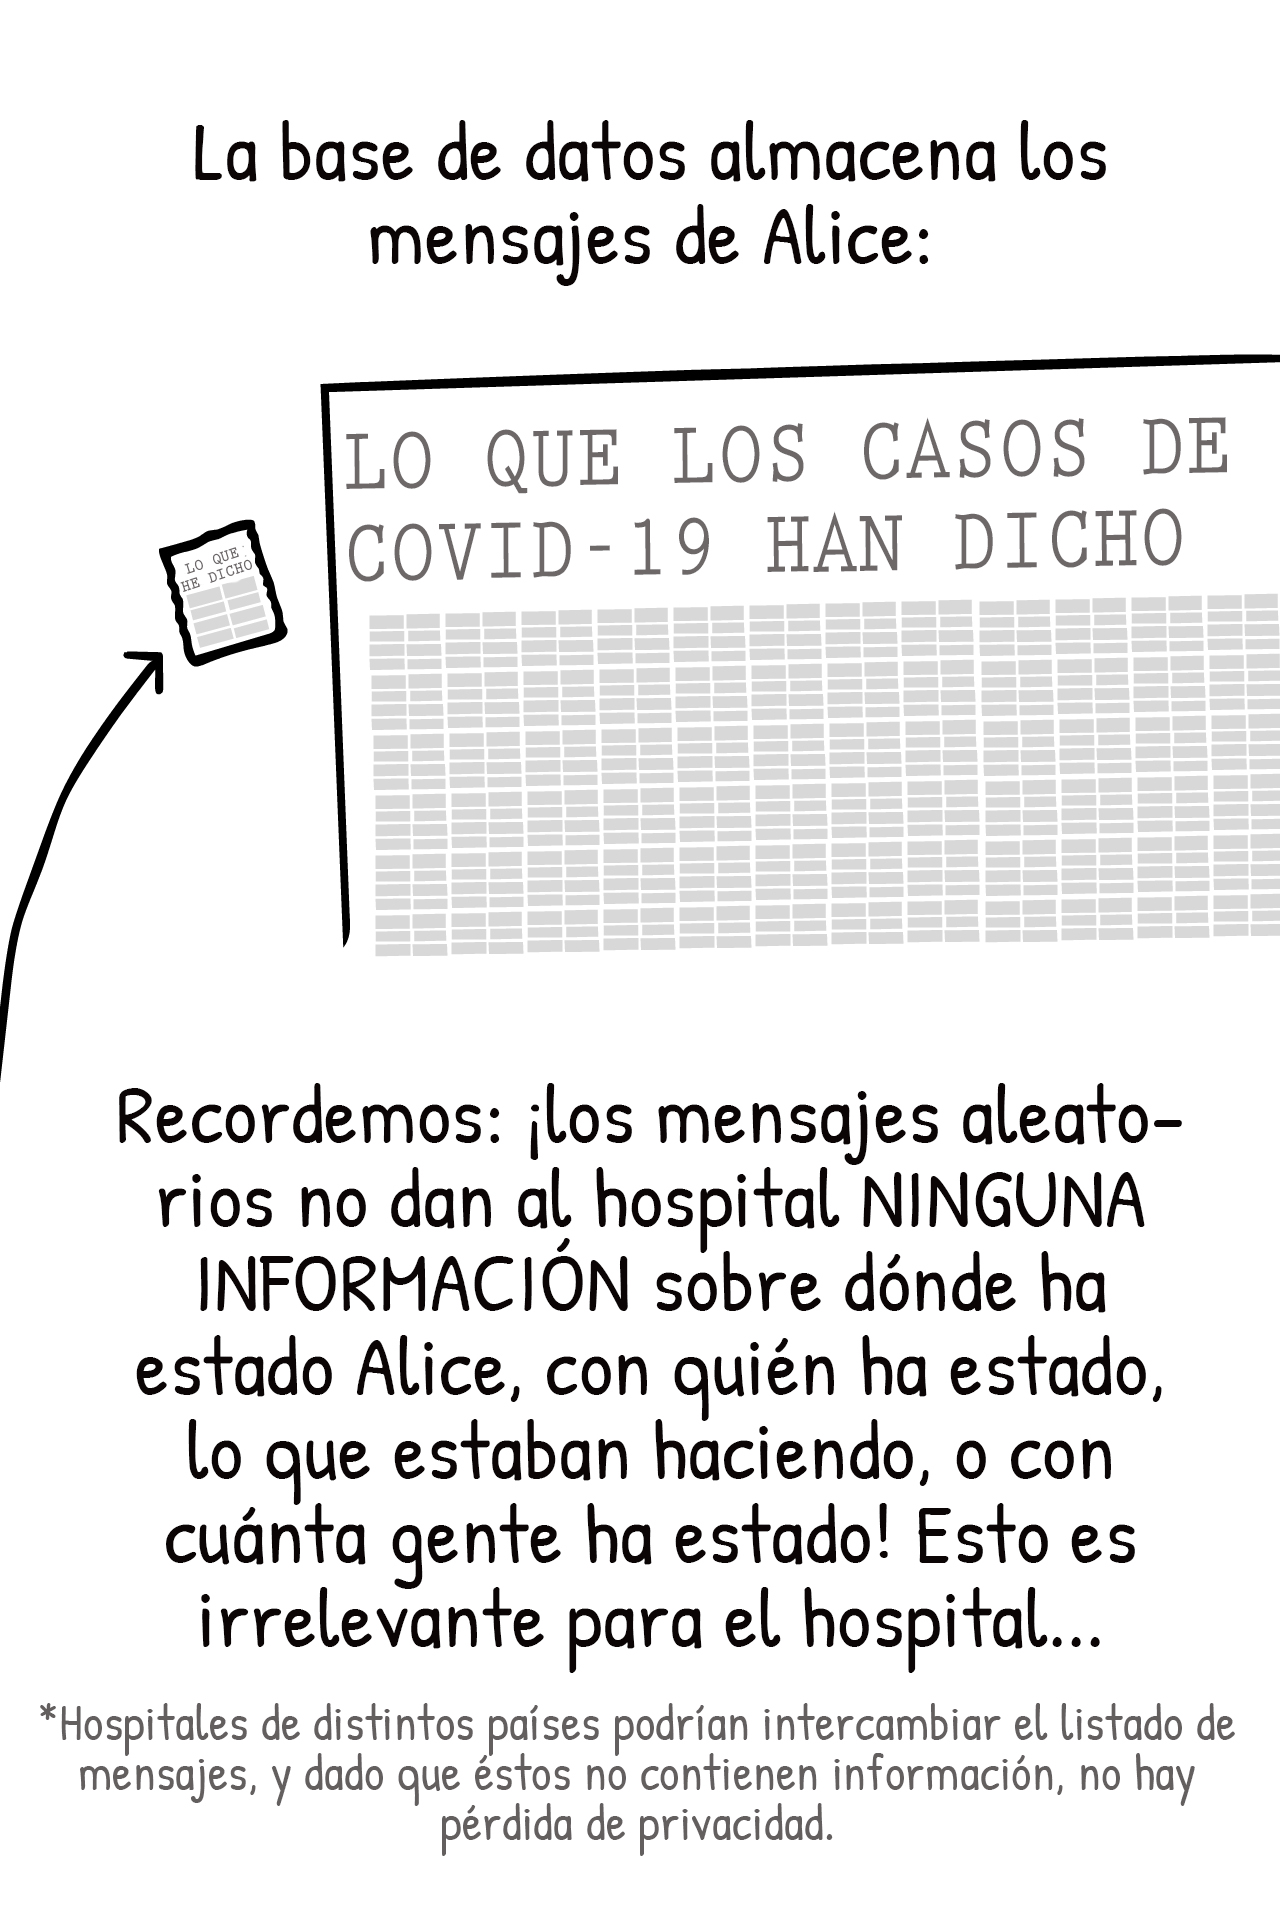 La base de datos almacena los
mensajes de Alice:
LO QUE LOS CASOS DE
COVID-19 HAN DICHO
LO QUE
HE DICHO
Recordemos: ¡los mensajes aleato-
rios no dan al hospital NINGUNA
INFORMACIÓN sobre dónde ha
estado Alice, con quién ha estado,
lo que estaban haciendo, o con
cuánta gente ha estado! Esto es
irrelevante para el hospital...
*Hospitales de distintos países podrían intercambiar el listado de
mensajes, y dado que éstos no contienen información, no hay
pérdida de privacidad.